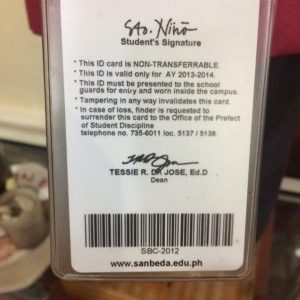 Sto. Niño
Student's Signature
* This ID card is NON-TRANSFERRABLE.
* This ID is valid only for AY 2013-2014.
* This ID must be presented to the school
guards for entry and worn inside the campus.
* Tampering in any way invalidates this card.
* In case of loss, finder is requested to
surrender this card to the Office of the Prefect
of Student Discipline
telephone no. 735-6011 loc. 5137 / 5138.
TESSIE R. DA JOSE, Ed.D
Dean
SBC-2012
www.sanbeda.edu.ph